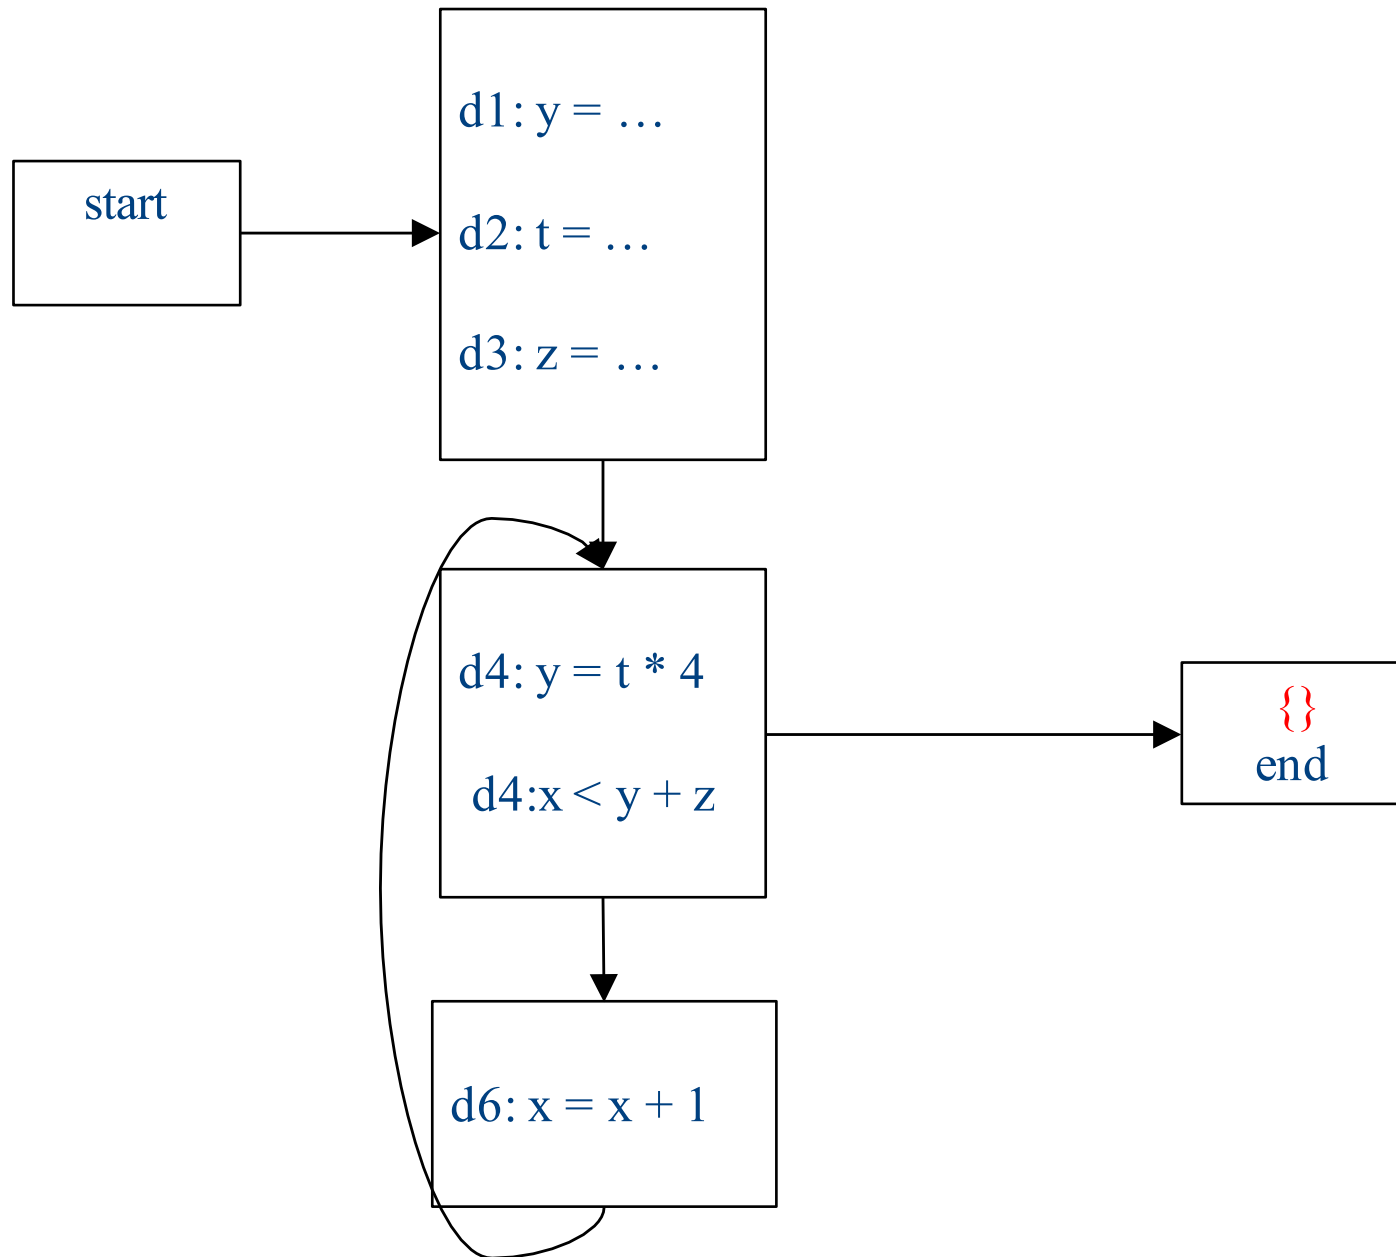 start
d1: y = …
d2: t = …
d3: z = …
d4: y = t * 4
d4:x < y + z
{}
end
d6: x = x + 1